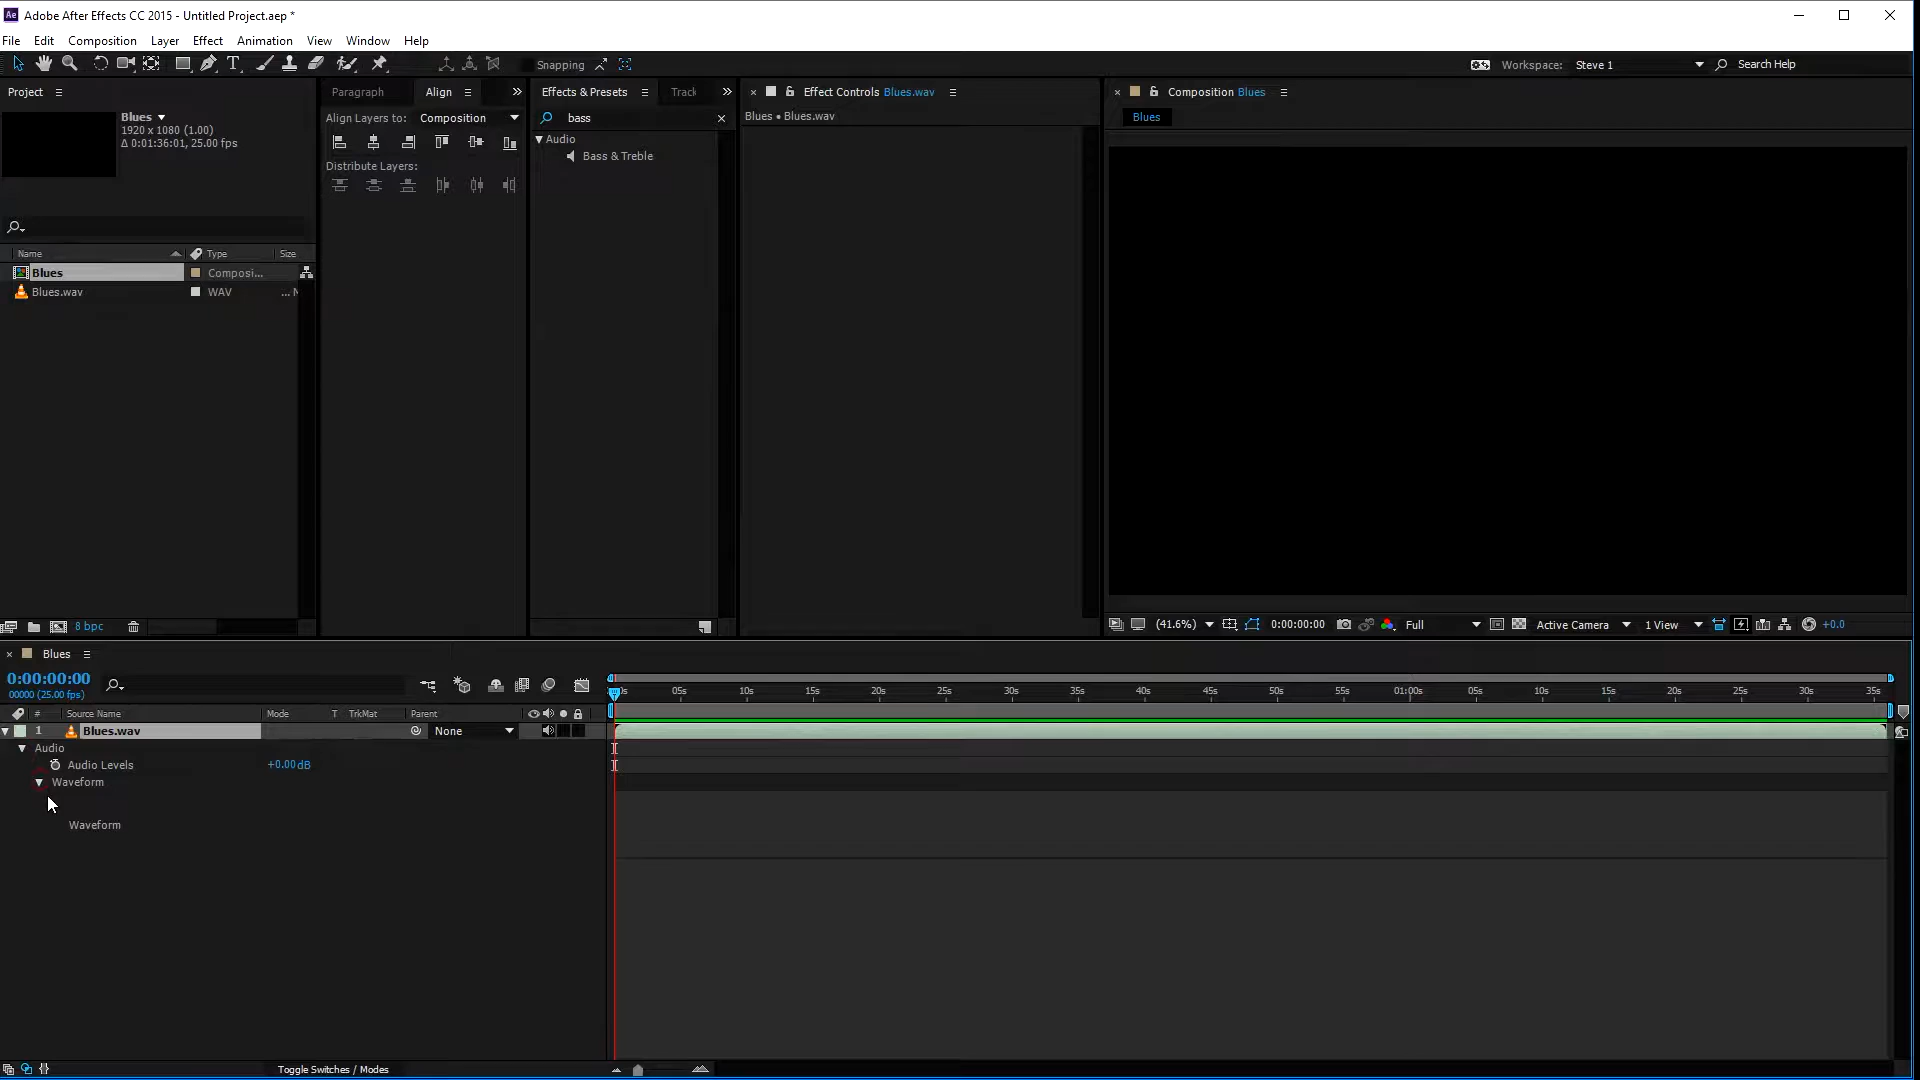 Adobe After Effects CC 2015 - Untitled Project.aep *
File Edit Composition Layer Effect Animation View Window Help
Snapping
Workspace: Steve 1
Search Help
Project
Blues
1920 x 1080 (1.00)
Δ 0:01:36:01, 25.00 fps
Name Type Size
Blues Composi...
Blues.wav WAV ... N
8 bpc
Paragraph Align
Align Layers to: Composition
Distribute Layers:
Effects & Presets Track
bass
Audio
Bass & Treble
Effect Controls Blues.wav
Blues • Blues.wav
Composition Blues
Blues
(41.6%) 0:00:00:00 Full Active Camera 1 View +0.0
Blues
0:00:00:00
00000 (25.00 fps)
05s 10s 15s 20s 25s 30s 35s 40s 45s 50s 55s 01:00s 05s 10s 15s 20s 25s 30s 35s
# Source Name Mode T TrkMat Parent
1 Blues.wav None
Audio
Audio Levels +0.00dB
Waveform
Waveform
Toggle Switches / Modes